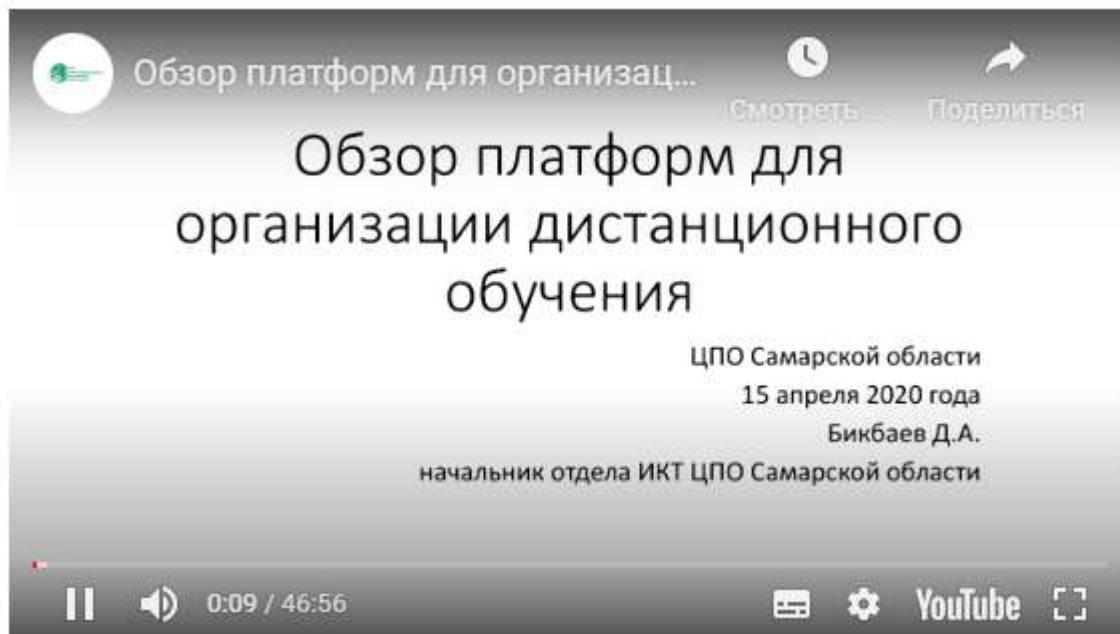 Обзор платформ для организац...
Смотреть ...
Поделиться
Обзор платформ для
организации дистанционного
обучения
ЦПО Самарской области
15 апреля 2020 года
Бикбаев Д.А.
начальник отдела ИКТ ЦПО Самарской области
0:09 / 46:56
YouTube